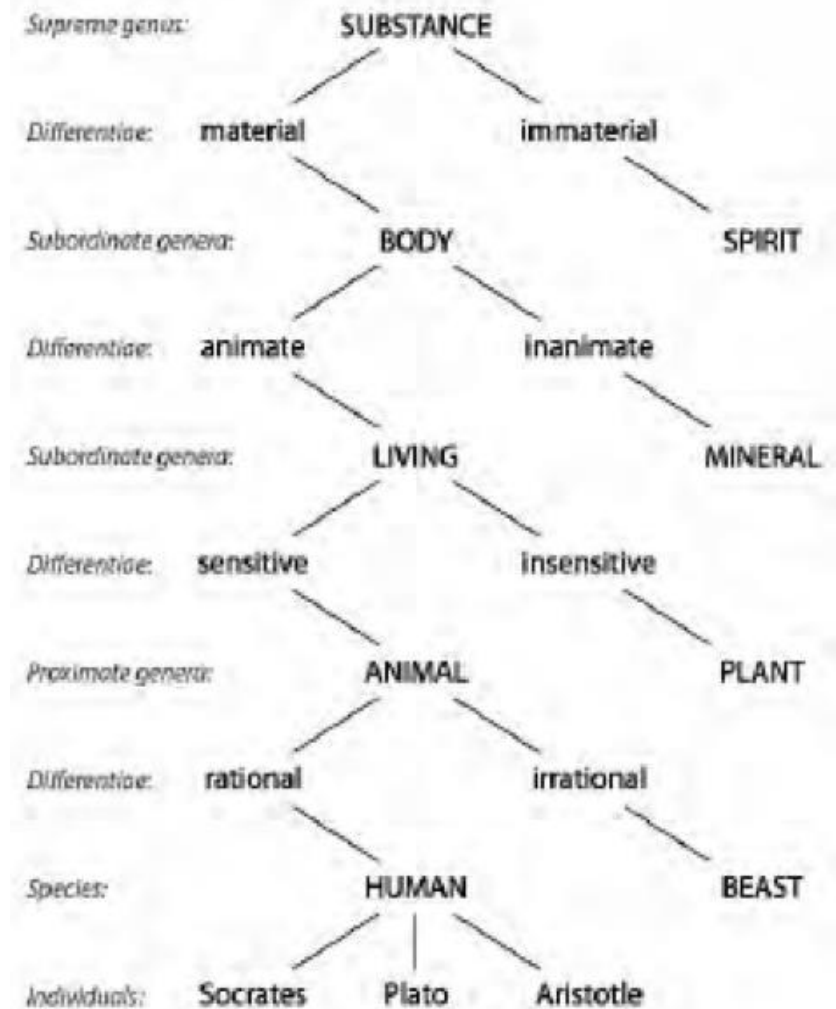 Supreme genus: SUBSTANCE
Differentiae: material immaterial
Subordinate genera: BODY SPIRIT
Differentiae: animate inanimate
Subordinate genera: LIVING MINERAL
Differentiae: sensitive insensitive
Proximate genera: ANIMAL PLANT
Differentiae: rational irrational
Species: HUMAN BEAST
Individuals: Socrates Plato Aristotle